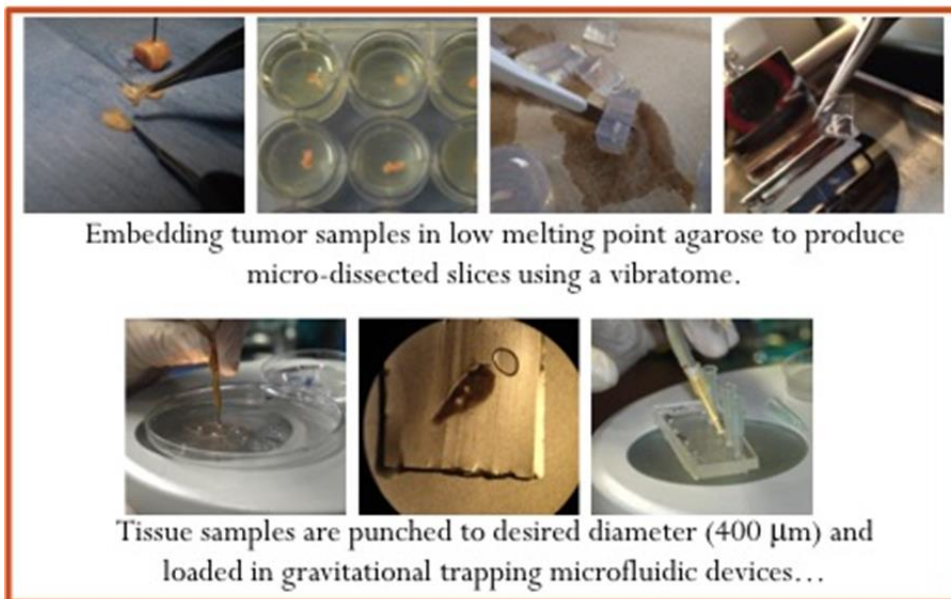 Embedding tumor samples in low melting point agarose to produce
micro-dissected slices using a vibratome.
Tissue samples are punched to desired diameter (400 μm) and
loaded in gravitational trapping microfluidic devices…